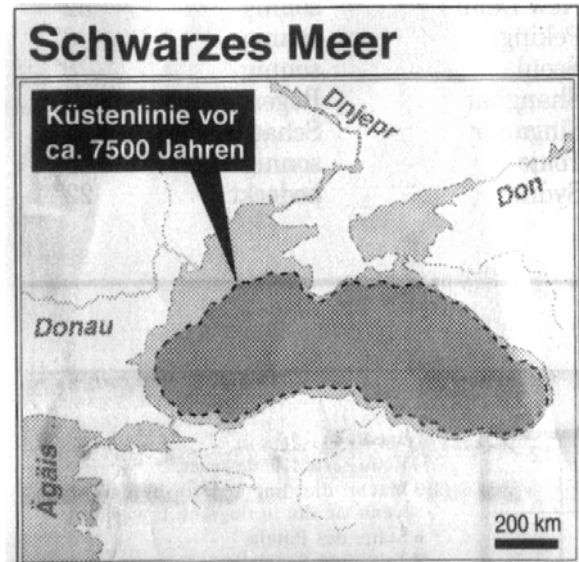 Schwarzes Meer
Küstenlinie vor
ca. 7500 Jahren
Dnjepr
Don
Donau
Ägäis
200 km